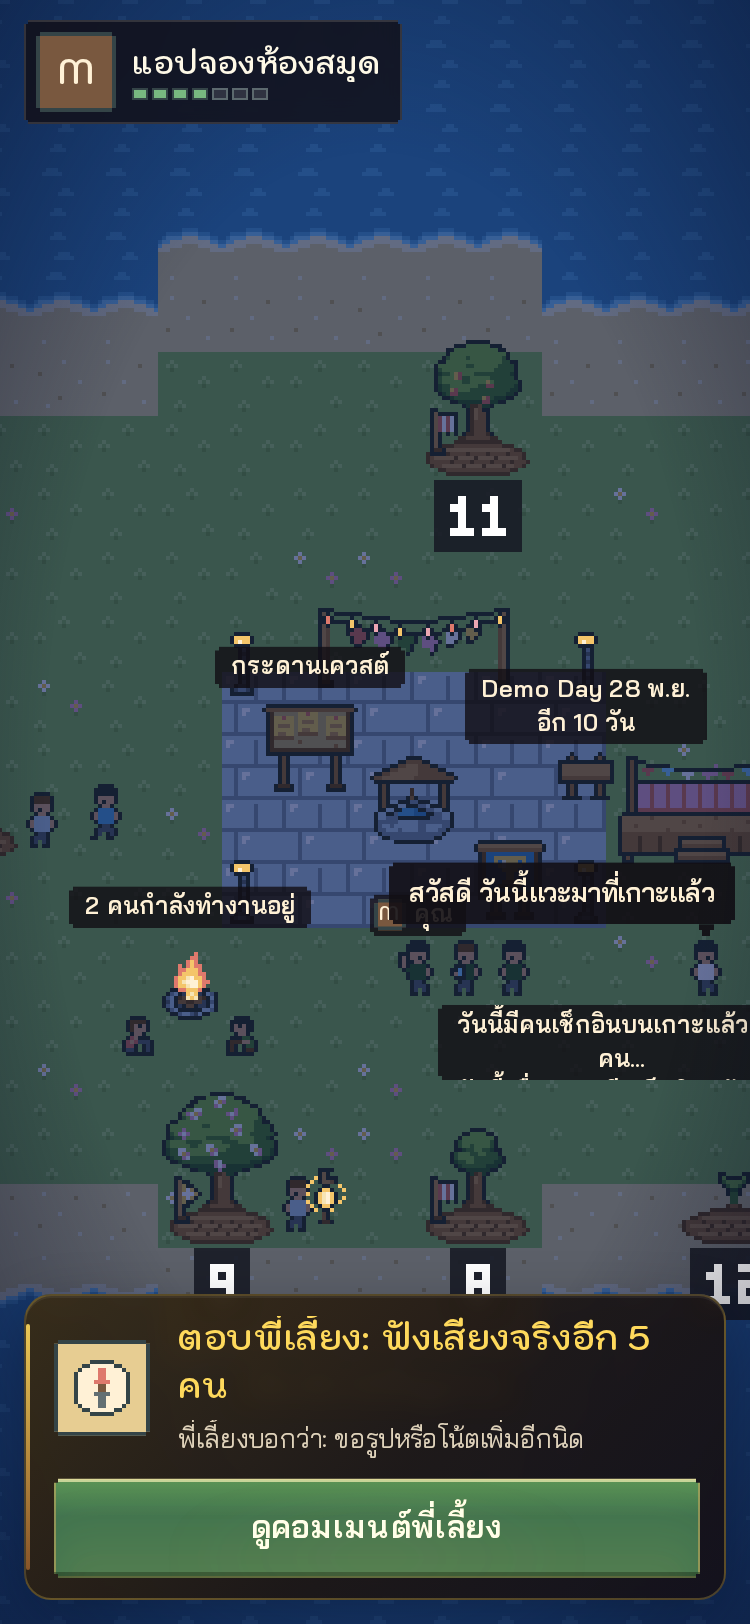 ლ
แอปจองห้องสมุด
11
กระดานเควสต์
Demo Day 28 พ.ย.
อีก 10 วัน
สวัสดี วันนี้แวะมาที่เกาะแล้ว
2 คนกำลังทำงานอยู่
คุณ
วันนี้มีคนเช็กอินบนเกาะแล้ว
คน...
9
8
12
ตอบพี่เลี้ยง: ฟังเสียงจริงอีก 5
คน
พี่เลี้ยงบอกว่า: ขอรูปหรือโน้ตเพิ่มอีกนิด
ดูคอมเมนต์พี่เลี้ยง